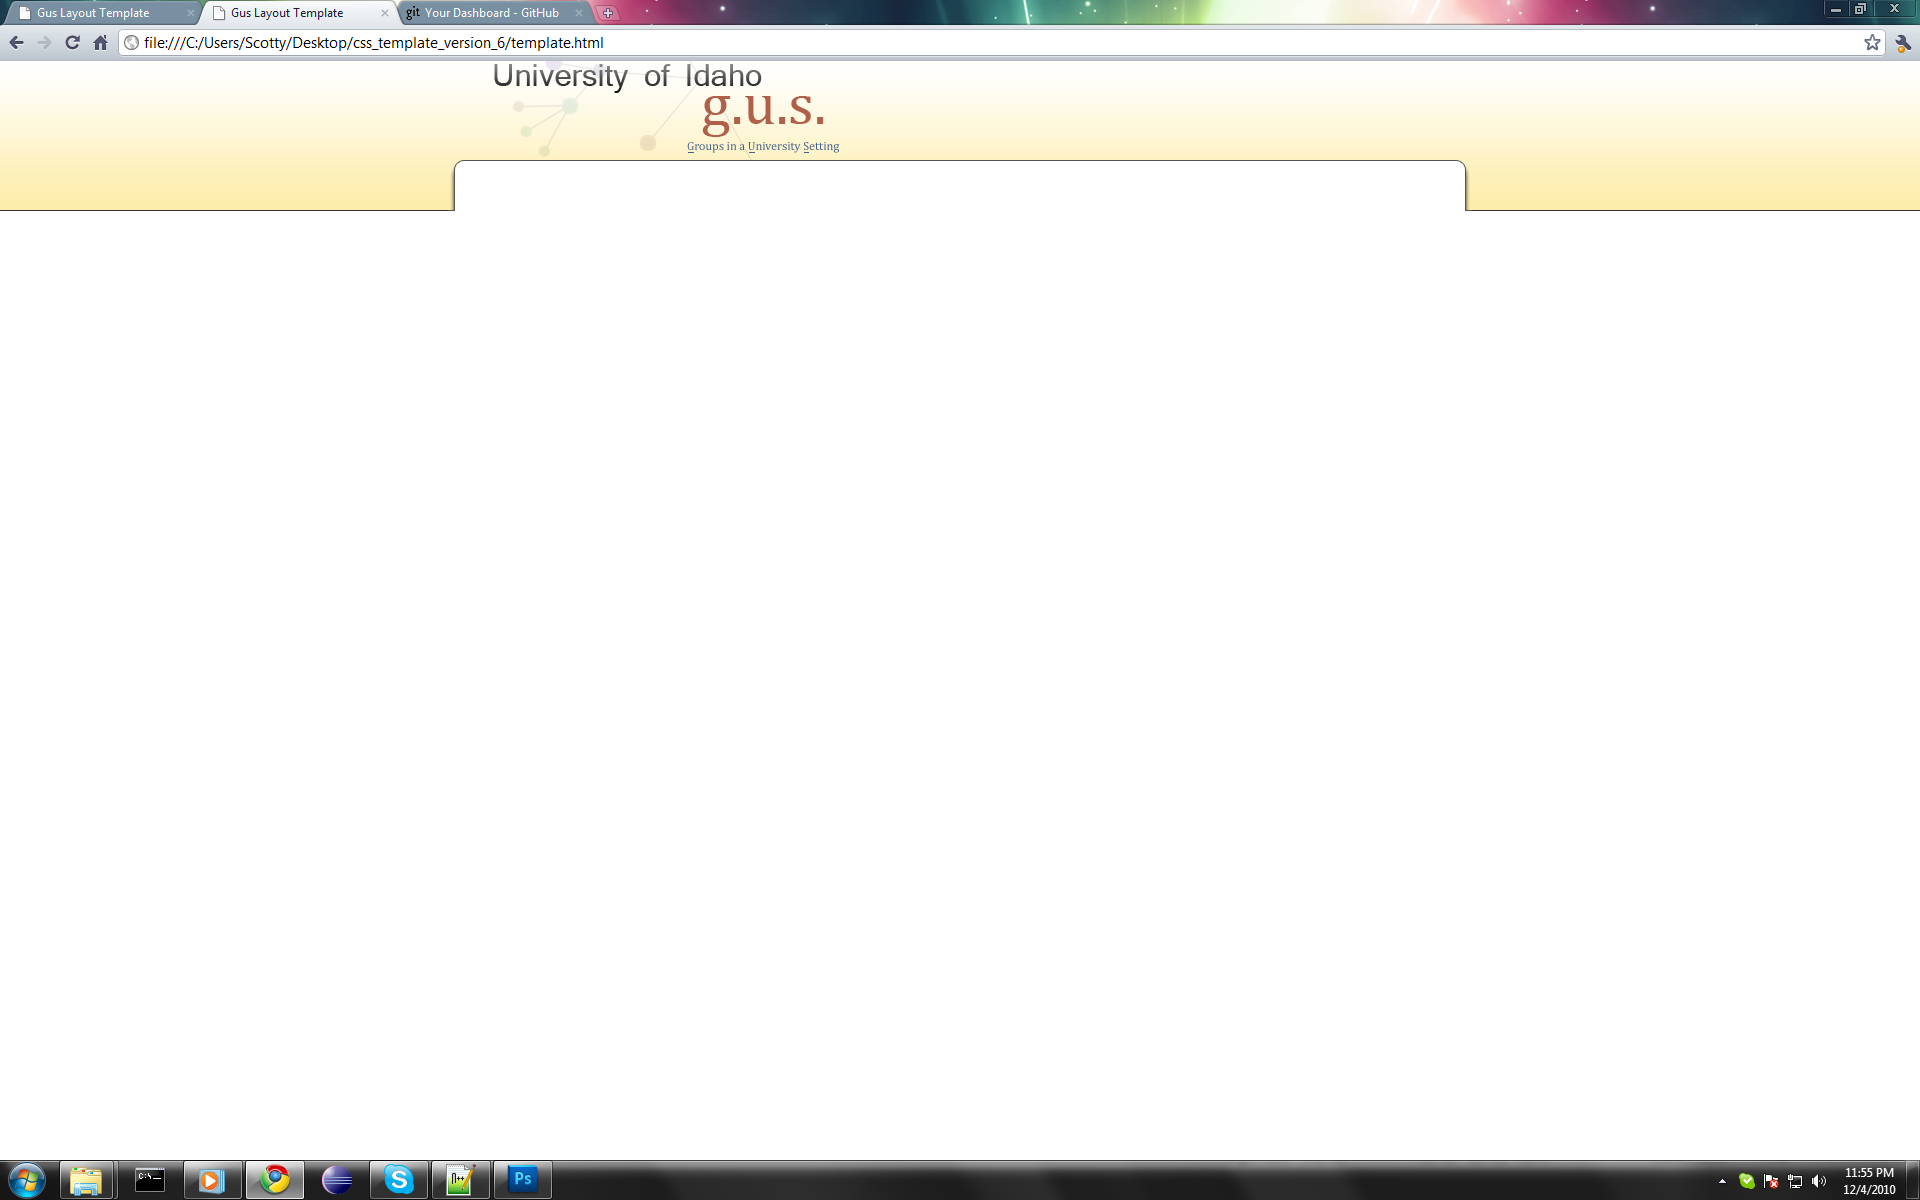 Gus Layout Template
Gus Layout Template
git Your Dashboard - GitHub
file:///C:/Users/Scotty/Desktop/css_template_version_6/template.html
University of Idaho
g.u.s.
Groups in a University Setting
C:\._
N++
Ps
11:55 PM
12/4/2010